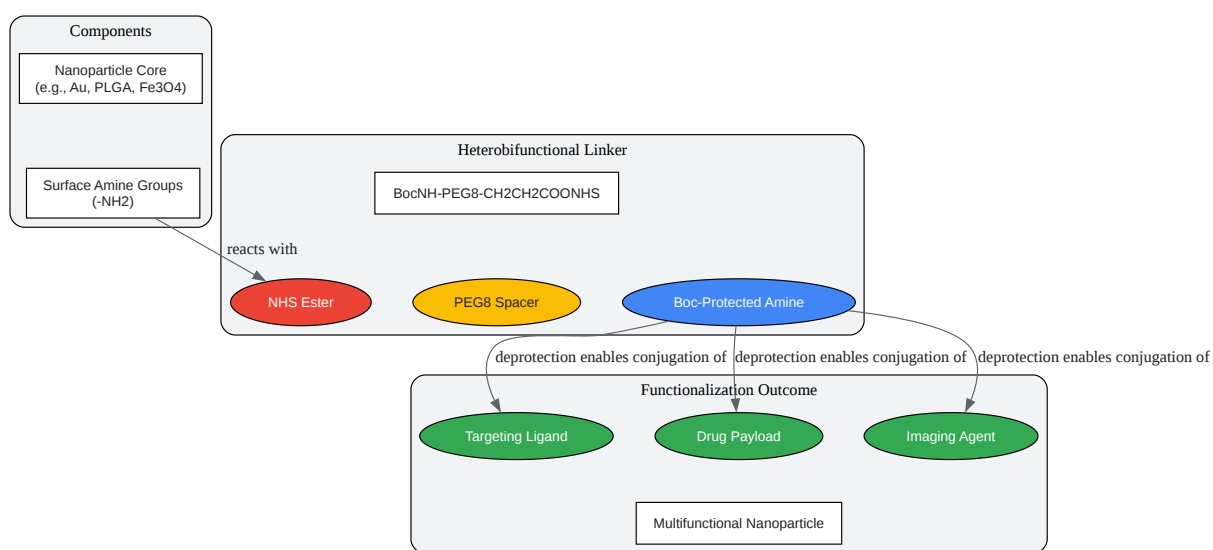 Components
Nanoparticle Core
(e.g., Au, PLGA, Fe3O4)
Surface Amine Groups
(-NH2)
Heterobifunctional Linker
BocNH-PEG8-CH2CH2COONHS
reacts with
NHS Ester
PEG8 Spacer
Boc-Protected Amine
deprotection enables conjugation of
deprotection enables conjugation of
deprotection enables conjugation of
Functionalization Outcome
Targeting Ligand
Drug Payload
Imaging Agent
Multifunctional Nanoparticle